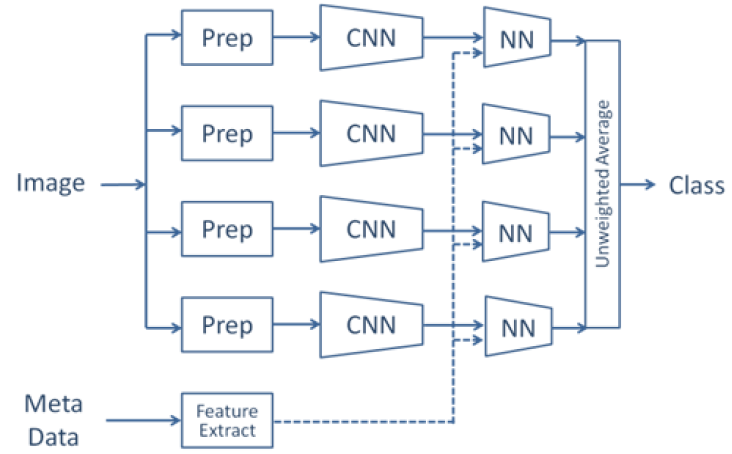 Prep
CNN
NN
Prep
CNN
NN
Image
Unweighted Average
Class
Prep
CNN
NN
Prep
CNN
NN
Meta
Data
Feature
Extract